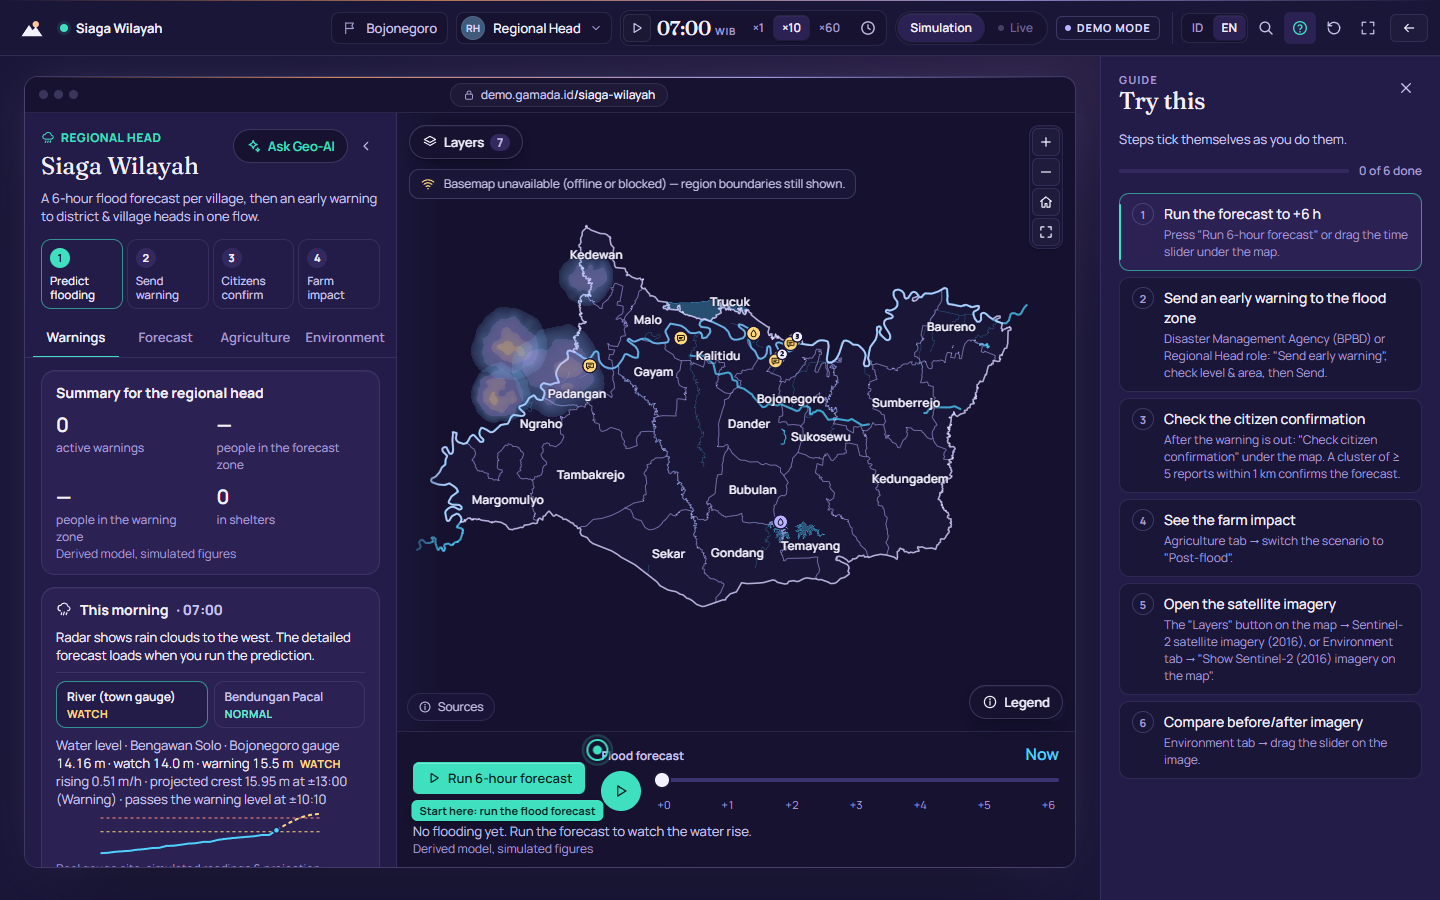 Siaga Wilayah
Bojonegoro
RH Regional Head
07:00 WIB
×1 ×10 ×60
Simulation
Live
DEMO MODE
ID EN
demo.gamada.id/siaga-wilayah
REGIONAL HEAD
Siaga Wilayah
Ask Geo-AI
A 6-hour flood forecast per village, then an early warning
to district & village heads in one flow.
1 Predict flooding
2 Send warning
3 Citizens confirm
4 Farm impact
Warnings Forecast Agriculture Environment
Summary for the regional head
0
active warnings
—
people in the forecast
zone
—
people in the warning
zone
0
in shelters
Derived model, simulated figures
This morning · 07:00
Radar shows rain clouds to the west. The detailed
forecast loads when you run the prediction.
River (town gauge)
WATCH
Bendungan Pacal
NORMAL
Water level · Bengawan Solo · Bojonegoro gauge
14.16 m · watch 14.0 m · warning 15.5 m WATCH
rising 0.51 m/h · projected crest 15.95 m at ±13:00
(Warning) · passes the warning level at ±10:10
Layers 7
Basemap unavailable (offline or blocked) — region boundaries still shown.
Kedewan
Trucuk
Malo
Baureno
Kalitidu
Gayam
Padangan
Bojonegoro
Sumberrejo
Ngraho
Dander
Sukosewu
Tambakrejo
Kedungadem
Bubulan
Margomulyo
Temayang
Sekar
Gondang
3
2
Sources
Legend
Flood forecast
Now
Run 6-hour forecast
Start here: run the flood forecast
+0 +1 +2 +3 +4 +5 +6
No flooding yet. Run the forecast to watch the water rise.
Derived model, simulated figures
GUIDE
Try this
Steps tick themselves as you do them.
0 of 6 done
1 Run the forecast to +6 h
Press "Run 6-hour forecast" or drag the time
slider under the map.
2 Send an early warning to the flood
zone
Disaster Management Agency (BPBD) or
Regional Head role: "Send early warning",
check level & area, then Send.
3 Check the citizen confirmation
After the warning is out: "Check citizen
confirmation" under the map. A cluster of ≥
5 reports within 1 km confirms the forecast.
4 See the farm impact
Agriculture tab → switch the scenario to
"Post-flood".
5 Open the satellite imagery
The "Layers" button on the map → Sentinel-
2 satellite imagery (2016), or Environment
tab → "Show Sentinel-2 (2016) imagery on
the map".
6 Compare before/after imagery
Environment tab → drag the slider on the
image.